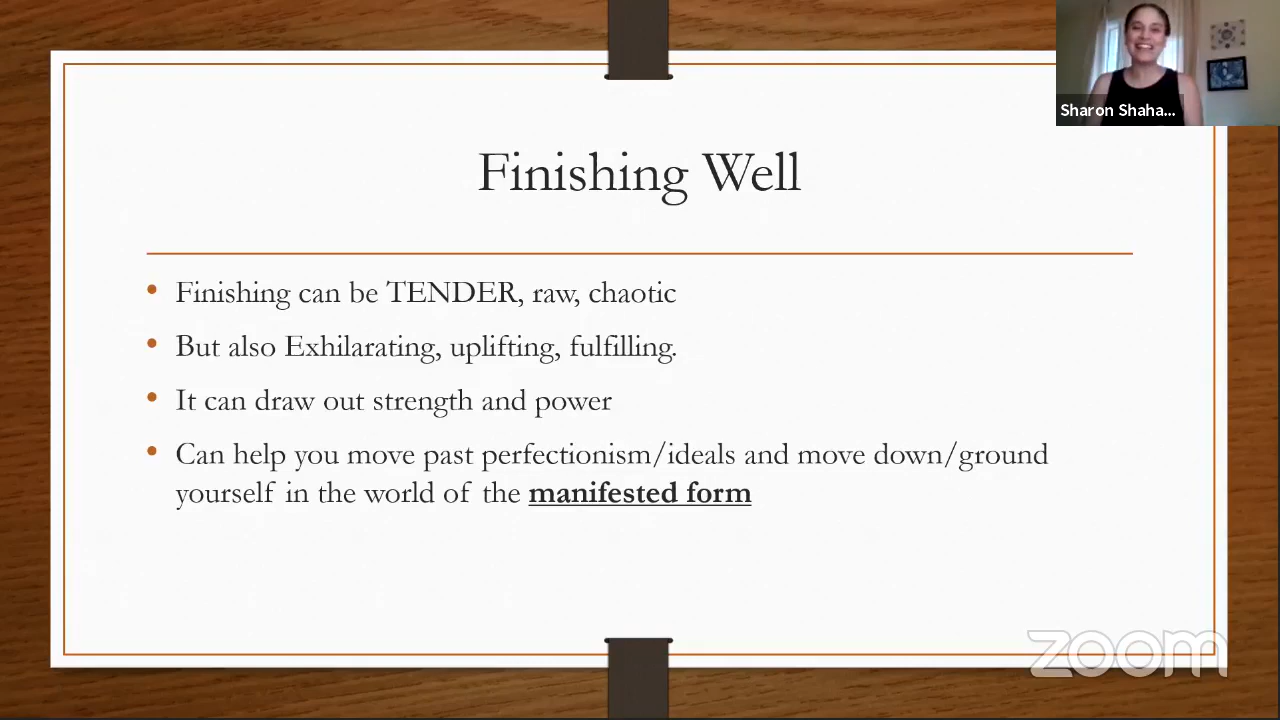 Sharon Shaha...
Finishing Well
• Finishing can be TENDER, raw, chaotic
• But also Exhilarating, uplifting, fulfilling.
• It can draw out strength and power
• Can help you move past perfectionism/ideals and move down/ground
yourself in the world of the manifested form
zoom